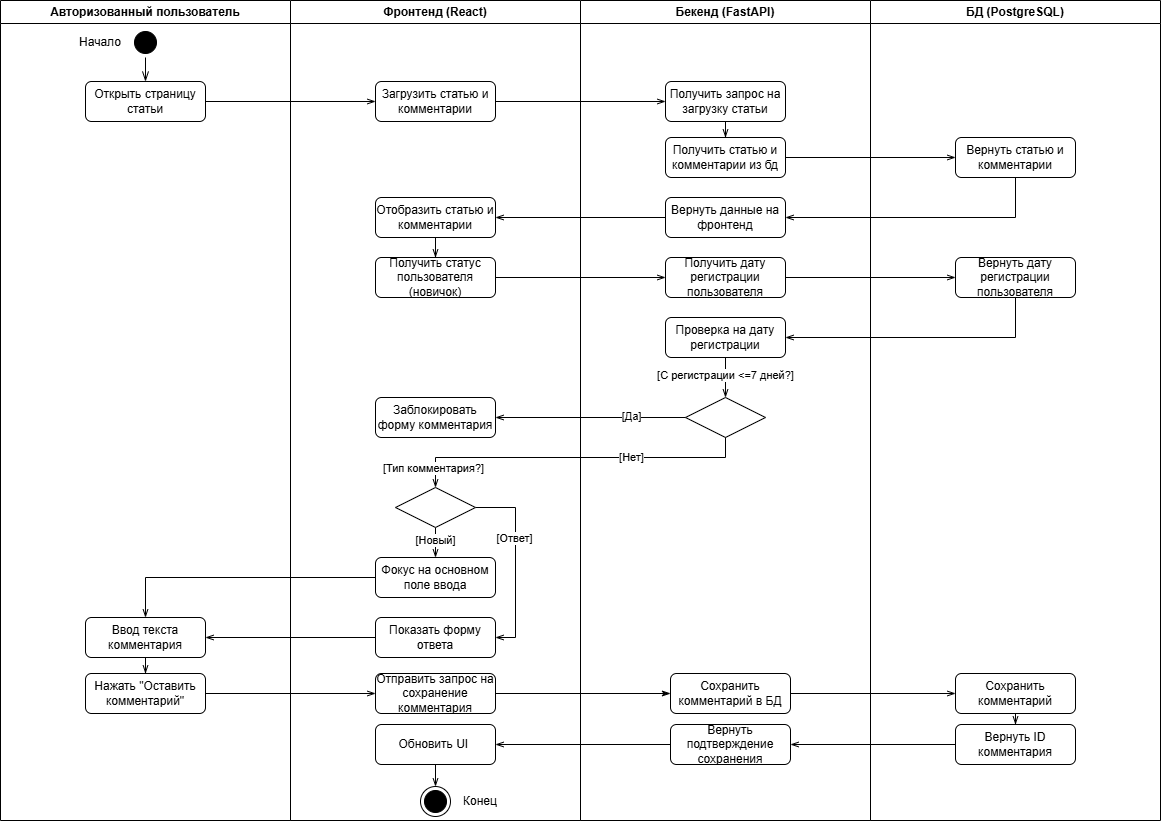 Авторизованный пользователь
Фронтенд (React)
Бекенд (FastAPI)
БД (PostgreSQL)
Начало
Открыть страницу
статьи
Загрузить статью и
комментарии
Получить запрос на
загрузку статьи
Получить статью и
комментарии из бд
Вернуть статью и
комментарии
Отобразить статью и
комментарии
Вернуть данные на
фронтенд
Получить статус
пользователя
(новичок)
Получить дату
регистрации
пользователя
Вернуть дату
регистрации
пользователя
Проверка на дату
регистрации
[С регистрации <=7 дней?]
Заблокировать
форму комментария
[Да]
[Нет]
[Тип комментария?]
[Новый]
[Ответ]
Фокус на основном
поле ввода
Ввод текста
комментария
Показать форму
ответа
Нажать "Оставить
комментарий"
Отправить запрос на
сохранение
комментария
Сохранить
комментарий в БД
Сохранить
комментарий
Обновить UI
Вернуть
подтверждение
сохранения
Вернуть ID
комментария
Конец